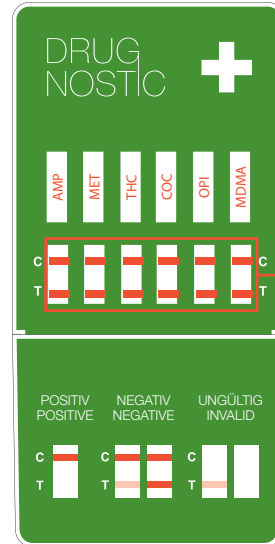 DRUG
NOSTIC
AMP MET THC COC OPI MDMA
C C
T T
POSITIV NEGATIV UNGÜLTIG
POSITIVE NEGATIVE INVALID
C C C
T T T